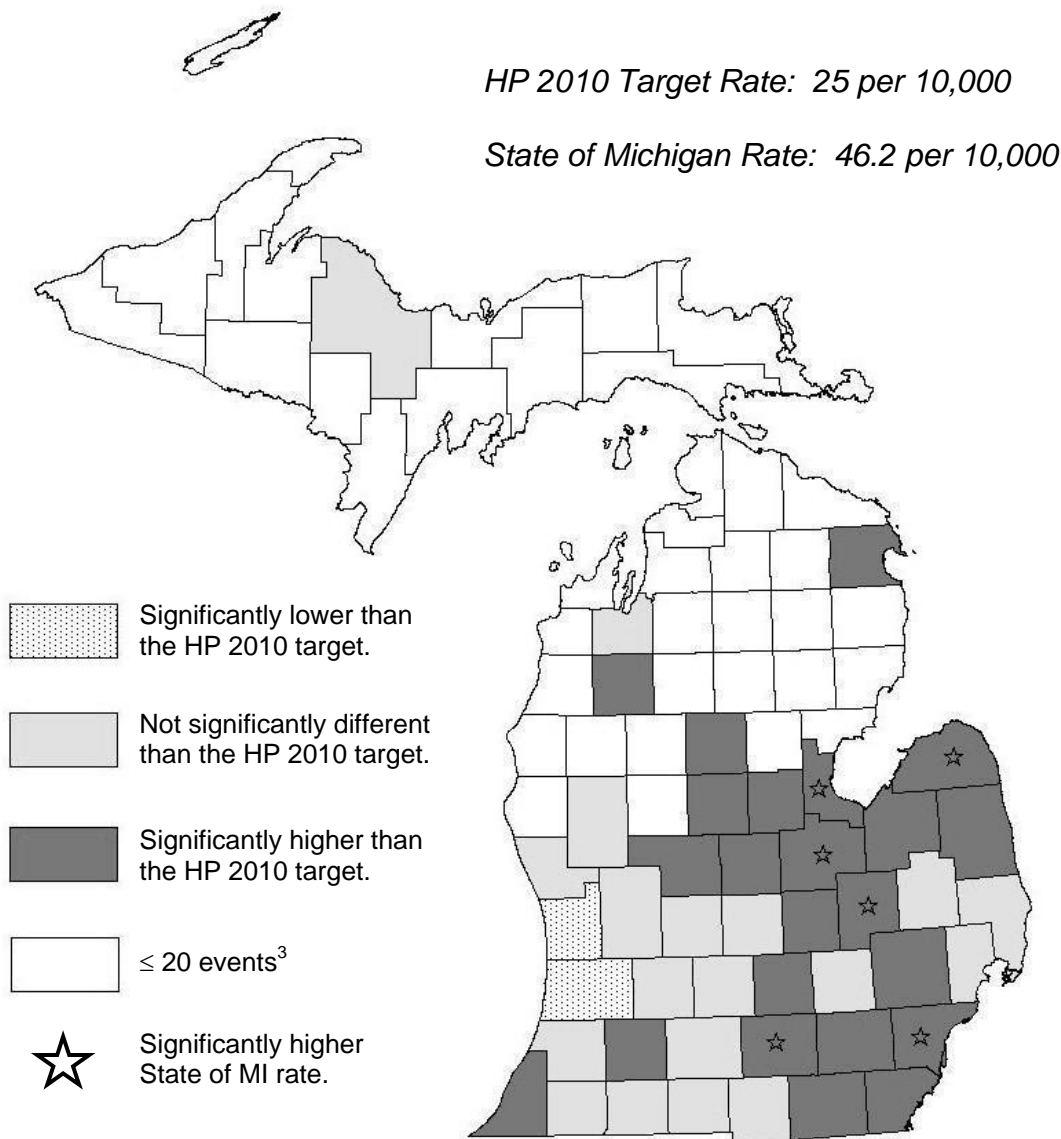 HP 2010 Target Rate: 25 per 10,000
State of Michigan Rate: 46.2 per 10,000
Significantly lower than
the HP 2010 target.
Not significantly different
than the HP 2010 target.
Significantly higher than
the HP 2010 target.
≤ 20 events³
Significantly higher
State of MI rate.